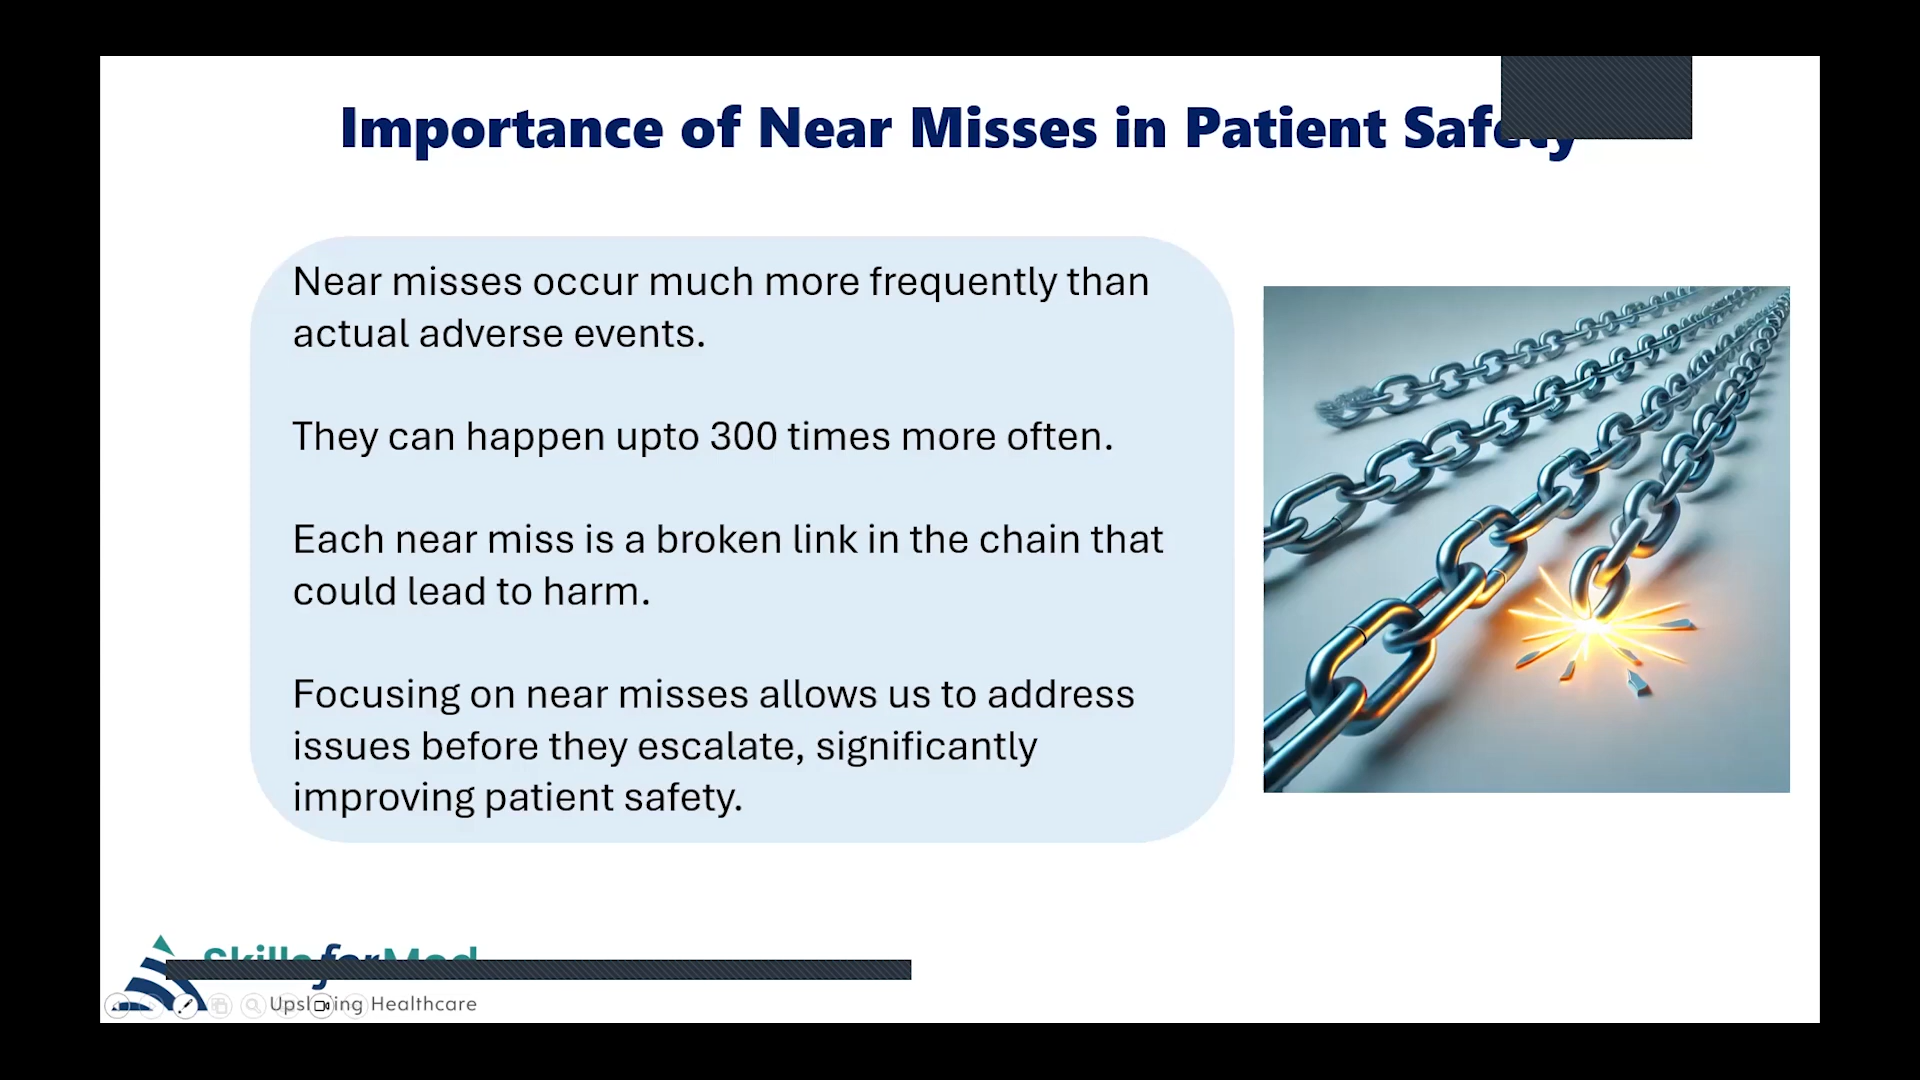 Importance of Near Misses in Patient Safety
Near misses occur much more frequently than
actual adverse events.
They can happen upto 300 times more often.
Each near miss is a broken link in the chain that
could lead to harm.
Focusing on near misses allows us to address
issues before they escalate, significantly
improving patient safety.
SkillsforMed
Healthcare